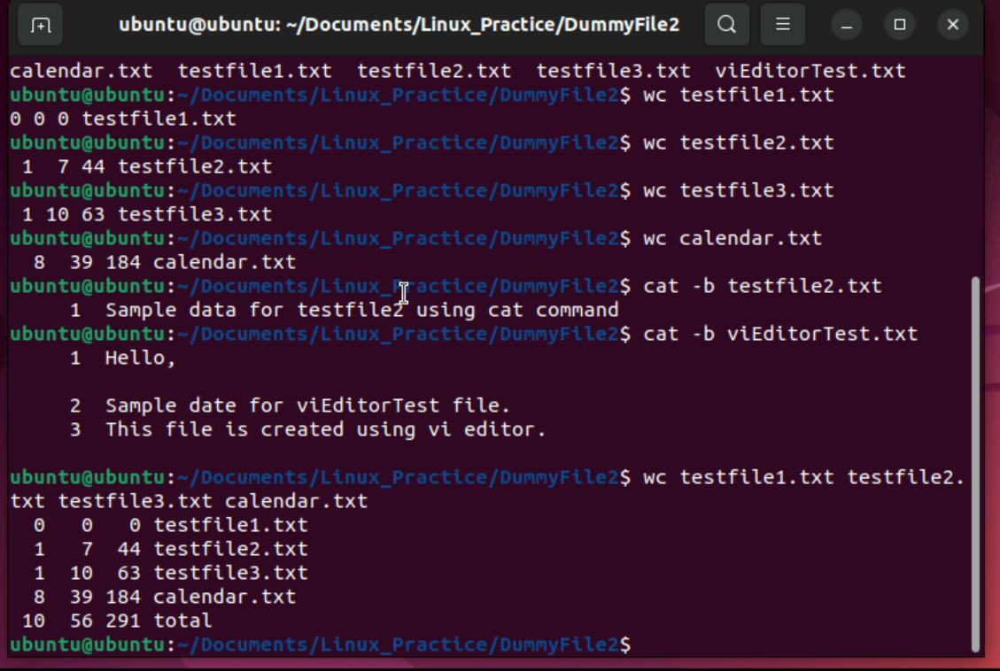 ubuntu@ubuntu: ~/Documents/Linux_Practice/DummyFile2
calendar.txt  testfile1.txt  testfile2.txt  testfile3.txt  viEditorTest.txt
ubuntu@ubuntu:~/Documents/Linux_Practice/DummyFile2$ wc testfile1.txt
0 0 0 testfile1.txt
ubuntu@ubuntu:~/Documents/Linux_Practice/DummyFile2$ wc testfile2.txt
 1  7 44 testfile2.txt
ubuntu@ubuntu:~/Documents/Linux_Practice/DummyFile2$ wc testfile3.txt
 1 10 63 testfile3.txt
ubuntu@ubuntu:~/Documents/Linux_Practice/DummyFile2$ wc calendar.txt
  8  39 184 calendar.txt
ubuntu@ubuntu:~/Documents/Linux_Practice/DummyFile2$ cat -b testfile2.txt
     1  Sample data for testfile2 using cat command
ubuntu@ubuntu:~/Documents/Linux_Practice/DummyFile2$ cat -b viEditorTest.txt
     1  Hello,
     2  Sample date for viEditorTest file.
     3  This file is created using vi editor.
ubuntu@ubuntu:~/Documents/Linux_Practice/DummyFile2$ wc testfile1.txt testfile2.
txt testfile3.txt calendar.txt
  0   0   0 testfile1.txt
  1   7  44 testfile2.txt
  1  10  63 testfile3.txt
  8  39 184 calendar.txt
 10  56 291 total
ubuntu@ubuntu:~/Documents/Linux_Practice/DummyFile2$